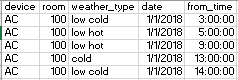 device room weather_type date from_time
AC 100 low cold 1/1/2018 3:00:00
AC 100 low hot 1/1/2018 5:00:00
AC 100 low hot 1/1/2018 9:00:00
AC 100 cold 1/1/2018 13:00:00
AC 100 low cold 1/1/2018 14:00:00